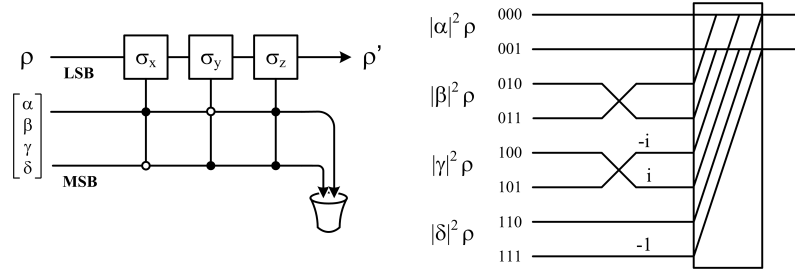 ρ
LSB
σx
σy
σz
ρ’
α
β
γ
δ
MSB
|α|² ρ
000
001
|β|² ρ
010
011
|γ|² ρ
100
-i
101
i
|δ|² ρ
110
111
-1